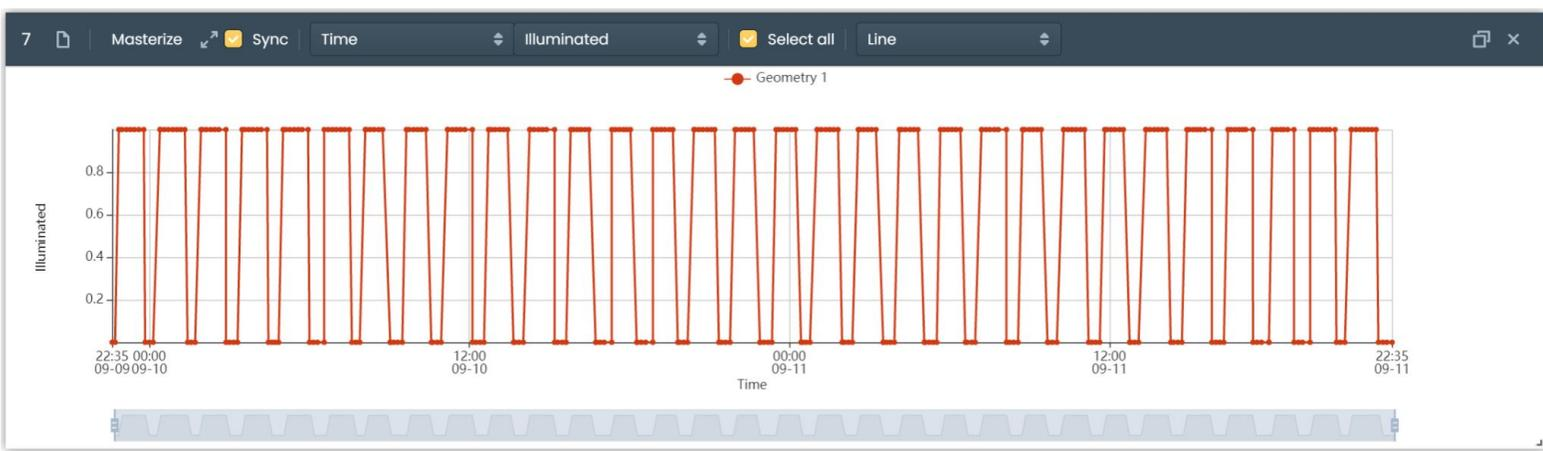 7 Masterize Sync Time Illuminated Select all Line
Geometry 1
0.8
0.6
0.4
0.2
Illuminated
22:35 00:00 12:00 00:00 12:00 22:35
09-09 09-10 09-10 09-11 09-11 09-11
Time